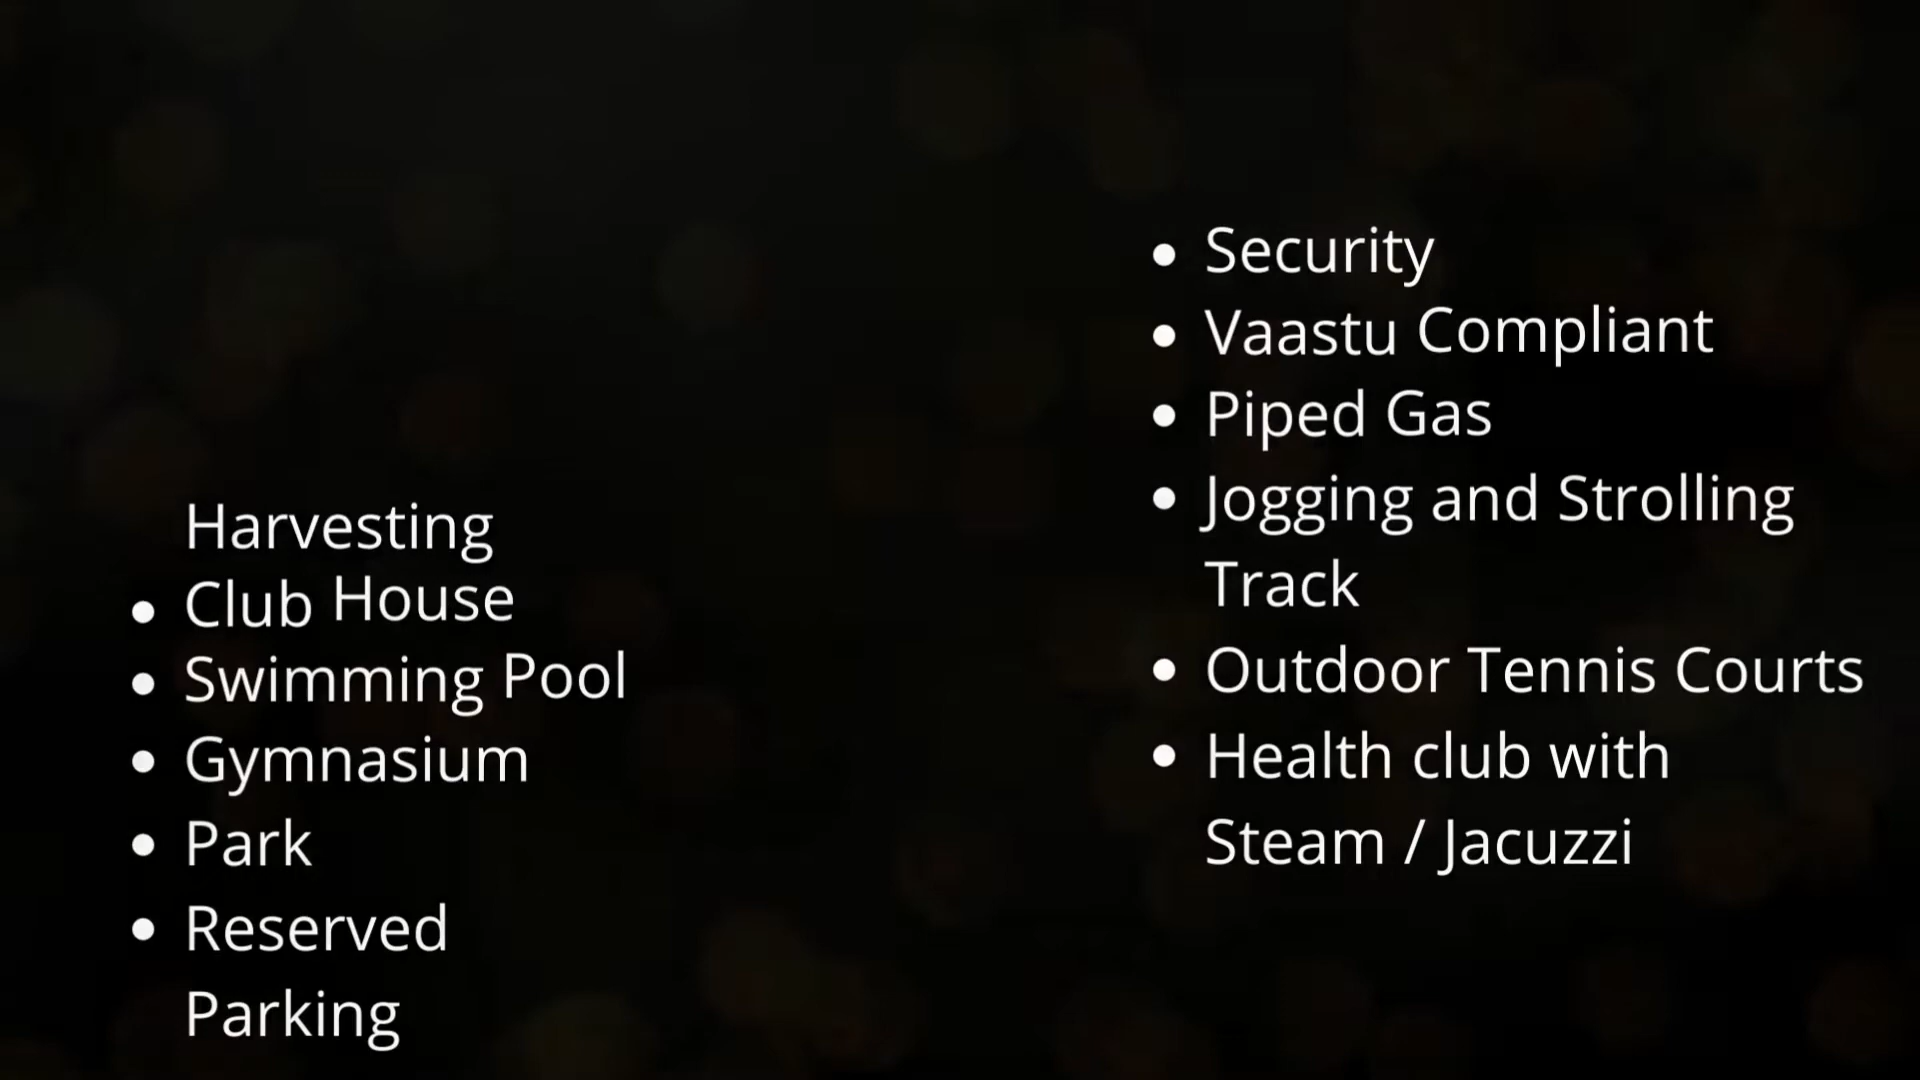 Harvesting
• Club House
• Swimming Pool
• Gymnasium
• Park
• Reserved
Parking
• Security
• Vaastu Compliant
• Piped Gas
• Jogging and Strolling
Track
• Outdoor Tennis Courts
• Health club with
Steam / Jacuzzi